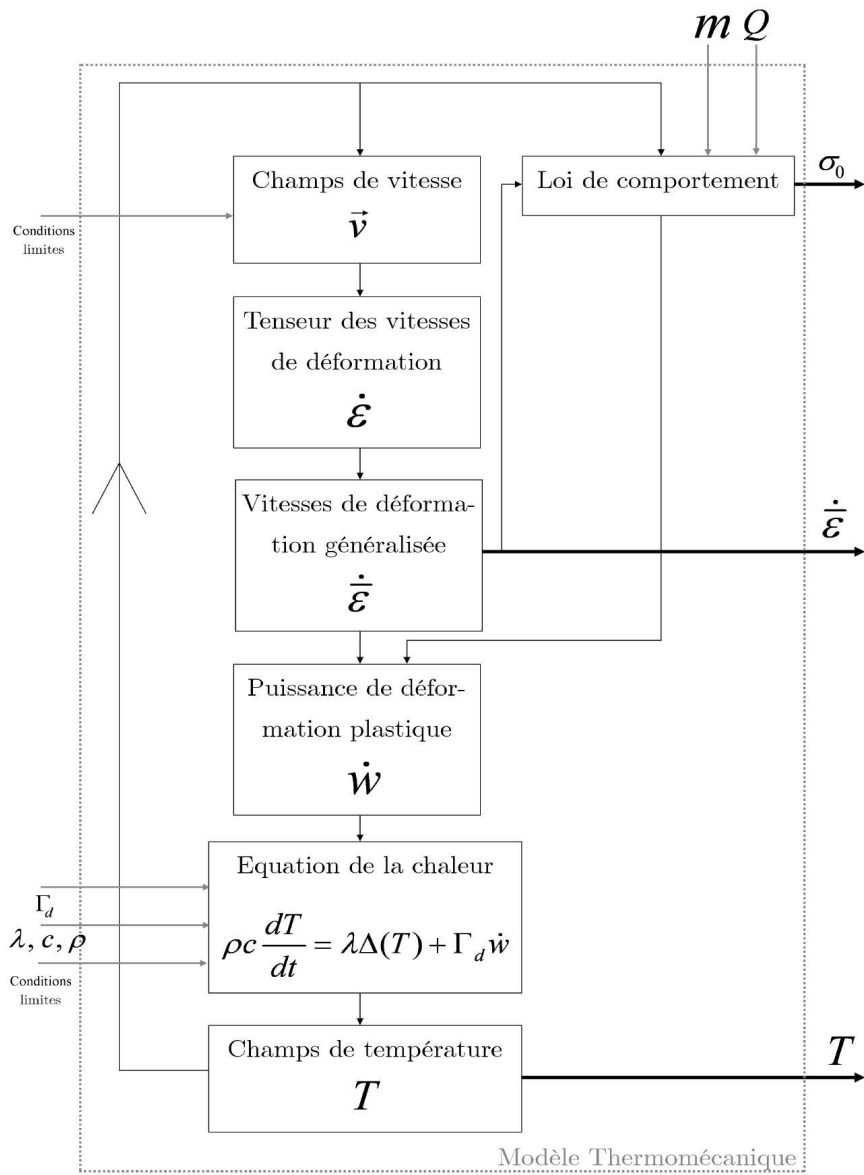 m Q
Champs de vitesse
v⃗
Loi de comportement
σ₀
Conditions
limites
Tenseur des vitesses
de déformation
ε̇
Vitesses de déforma-
tion généralisée
ε̅̇
ε̅̇
Puissance de défor-
mation plastique
ẇ
Equation de la chaleur
ρc dT/dt = λΔ(T) + Γ_d ẇ
Γ_d
λ, c, ρ
Conditions
limites
Champs de température
T
T
Modèle Thermomécanique